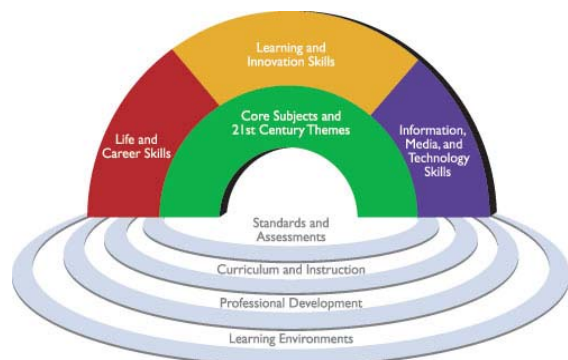 Learning and
Innovation Skills
Core Subjects and
21st Century Themes
Life and
Career Skills
Information,
Media, and
Technology
Skills
Standards and
Assessments
Curriculum and Instruction
Professional Development
Learning Environments